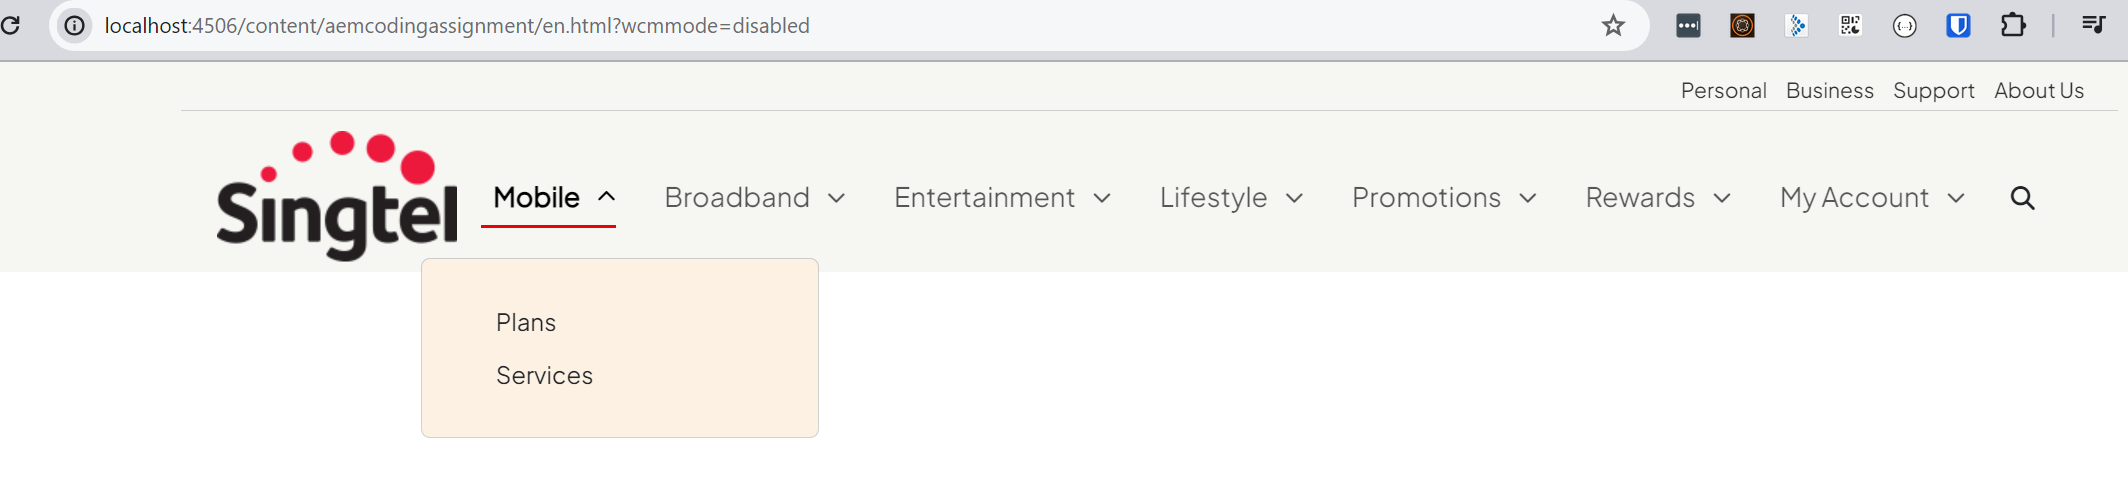 localhost:4506/content/aemcodingassignment/en.html?wcmmode=disabled
Personal Business Support About Us
Singtel Mobile Broadband Entertainment Lifestyle Promotions Rewards My Account
Plans
Services